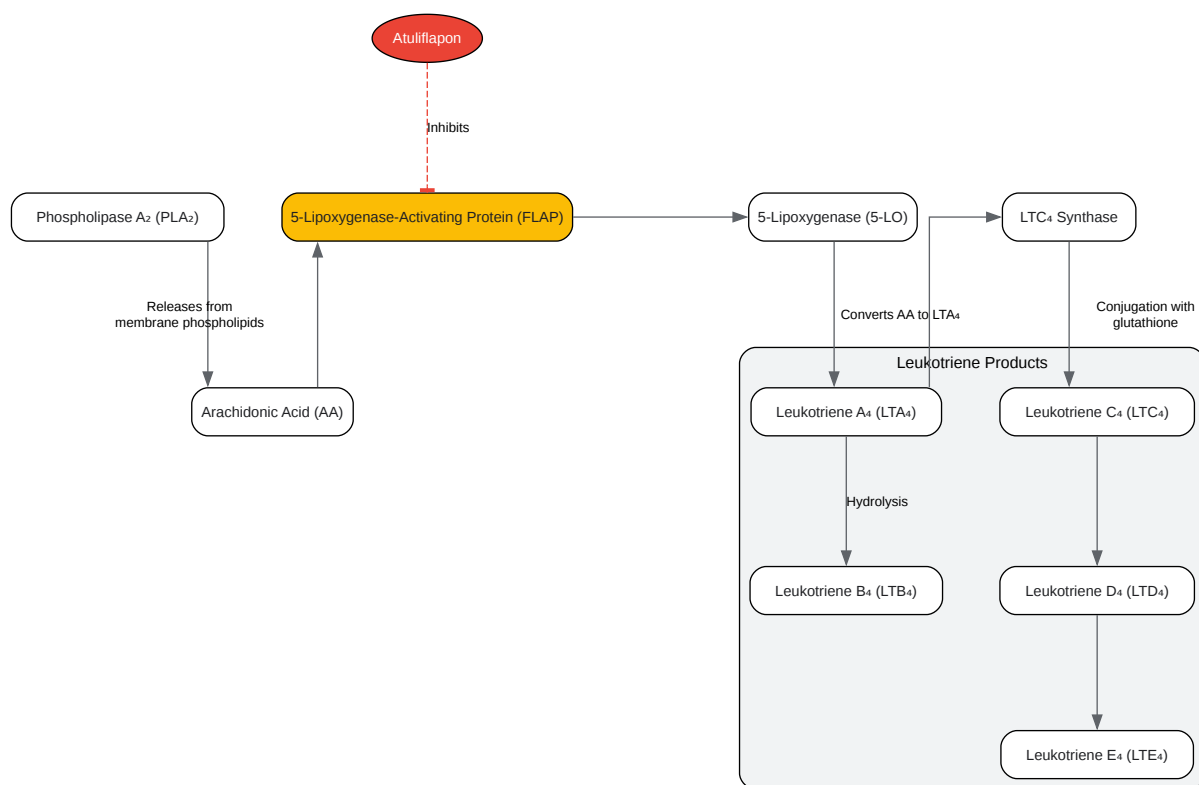 Atuliflapon
Inhibits
Phospholipase A₂ (PLA₂)
5-Lipoxygenase-Activating Protein (FLAP)
5-Lipoxygenase (5-LO)
LTC₄ Synthase
Releases from
membrane phospholipids
Converts AA to LTA₄
Conjugation with
glutathione
Leukotriene Products
Arachidonic Acid (AA)
Leukotriene A₄ (LTA₄)
Leukotriene C₄ (LTC₄)
Hydrolysis
Leukotriene B₄ (LTB₄)
Leukotriene D₄ (LTD₄)
Leukotriene E₄ (LTE₄)